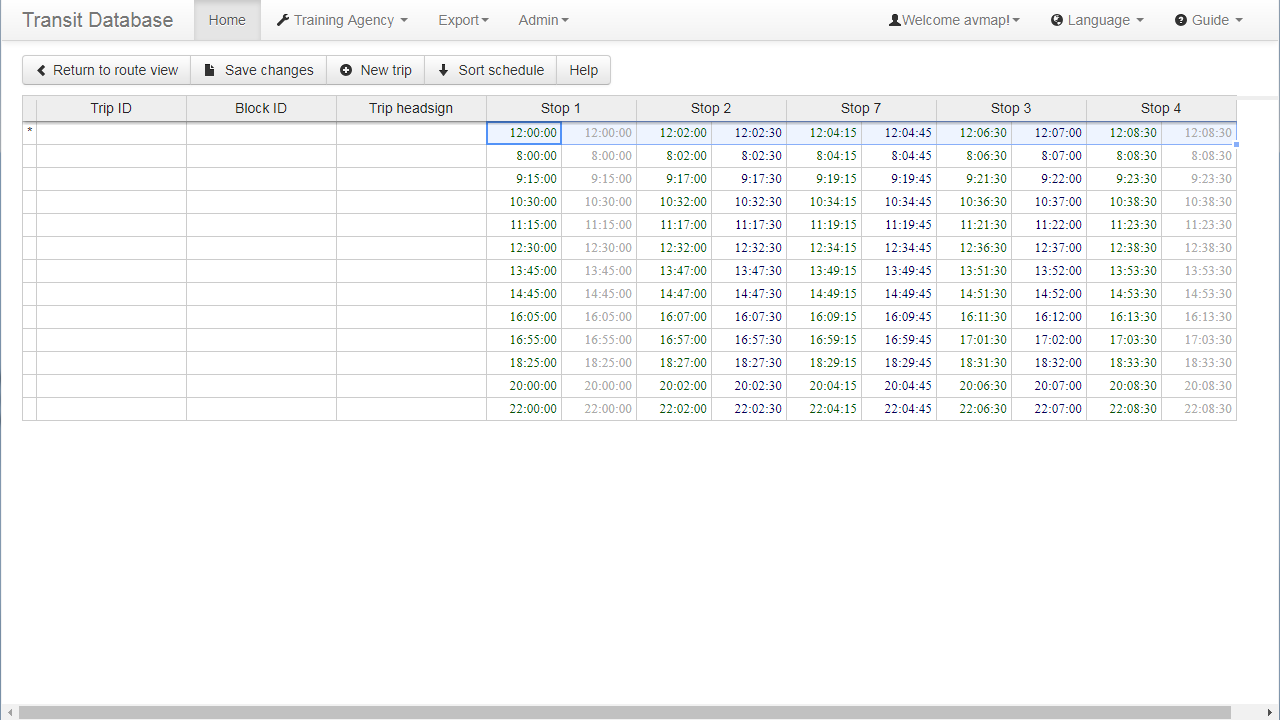 Transit Database Home Training Agency Export Admin Welcome avmap! Language Guide
Return to route view Save changes New trip Sort schedule Help
Trip ID Block ID Trip headsign Stop 1 Stop 2 Stop 7 Stop 3 Stop 4
* 12:00:00 12:00:00 12:02:00 12:02:30 12:04:15 12:04:45 12:06:30 12:07:00 12:08:30 12:08:30
8:00:00 8:00:00 8:02:00 8:02:30 8:04:15 8:04:45 8:06:30 8:07:00 8:08:30 8:08:30
9:15:00 9:15:00 9:17:00 9:17:30 9:19:15 9:19:45 9:21:30 9:22:00 9:23:30 9:23:30
10:30:00 10:30:00 10:32:00 10:32:30 10:34:15 10:34:45 10:36:30 10:37:00 10:38:30 10:38:30
11:15:00 11:15:00 11:17:00 11:17:30 11:19:15 11:19:45 11:21:30 11:22:00 11:23:30 11:23:30
12:30:00 12:30:00 12:32:00 12:32:30 12:34:15 12:34:45 12:36:30 12:37:00 12:38:30 12:38:30
13:45:00 13:45:00 13:47:00 13:47:30 13:49:15 13:49:45 13:51:30 13:52:00 13:53:30 13:53:30
14:45:00 14:45:00 14:47:00 14:47:30 14:49:15 14:49:45 14:51:30 14:52:00 14:53:30 14:53:30
16:05:00 16:05:00 16:07:00 16:07:30 16:09:15 16:09:45 16:11:30 16:12:00 16:13:30 16:13:30
16:55:00 16:55:00 16:57:00 16:57:30 16:59:15 16:59:45 17:01:30 17:02:00 17:03:30 17:03:30
18:25:00 18:25:00 18:27:00 18:27:30 18:29:15 18:29:45 18:31:30 18:32:00 18:33:30 18:33:30
20:00:00 20:00:00 20:02:00 20:02:30 20:04:15 20:04:45 20:06:30 20:07:00 20:08:30 20:08:30
22:00:00 22:00:00 22:02:00 22:02:30 22:04:15 22:04:45 22:06:30 22:07:00 22:08:30 22:08:30